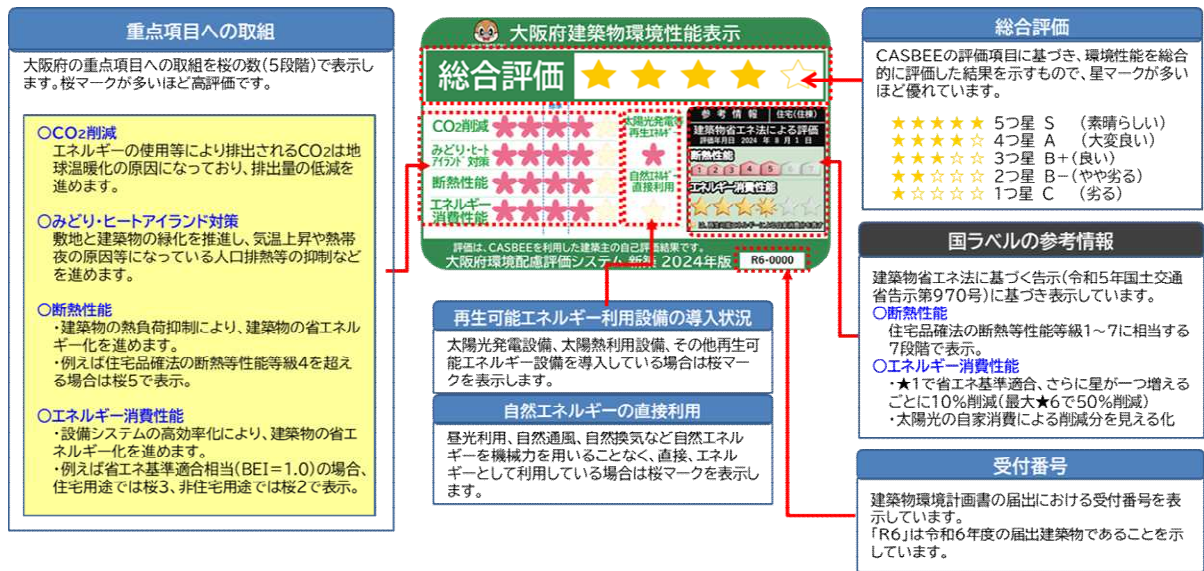 重点項目への取組
大阪府の重点項目への取組を桜の数(5段階)で表示
します。桜マークが多いほど高評価です。
○CO2削減
エネルギーの使用等により排出されるCO2は地
球温暖化の原因になっており、排出量の低減を
進めます。
○みどり・ヒートアイランド対策
敷地と建築物の緑化を推進し、気温上昇や熱帯
夜の原因等になっている人口排熱等の抑制など
を進めます。
○断熱性能
・建築物の熱負荷抑制により、建築物の省エネル
ギー化を進めます。
・例えば住宅品確法の断熱等性能等級4を超え
る場合は桜5で表示。
○エネルギー消費性能
・設備システムの高効率化により、建築物の省エ
ネルギー化を進めます。
・例えば省エネ基準適合相当(BEI=1.0)の場合、
住宅用途では桜3、非住宅用途では桜2で表示。
大阪府建築物環境性能表示
総合評価 ★★★★☆
CO2削減
みどり・ヒート
アイランド対策
断熱性能
エネルギー
消費性能
太陽光発電等
再生エネルギー
自然エネルギー
直接利用
参考情報 住宅(住棟)
建築物省エネ法による評価
評価年月日 2024 年 8 月 1 日
断熱性能
1 2 3 4 5 6 7
エネルギー消費性能
評価は、CASBEEを利用した建築主の自己評価結果です。
大阪府環境配慮評価システム 新築 2024年版 R6-0000
再生可能エネルギー利用設備の導入状況
太陽光発電設備、太陽熱利用設備、その他再生可
能エネルギー設備を導入している場合は桜マー
クを表示します。
自然エネルギーの直接利用
昼光利用、自然通風、自然換気など自然エネル
ギーを機械力を用いることなく、直接、エネル
ギーとして利用している場合は桜マークを表示しま
す。
総合評価
CASBEEの評価項目に基づき、環境性能を総合
的に評価した結果を示すもので、星マークが多い
ほど優れています。
★★★★★ 5つ星 S (素晴らしい)
★★★★☆ 4つ星 A (大変良い)
★★★☆☆ 3つ星 B+(良い)
★★☆☆☆ 2つ星 B−(やや劣る)
★☆☆☆☆ 1つ星 C (劣る)
国ラベルの参考情報
建築物省エネ法に基づく告示(令和5年国土交通
省告示第970号)に基づき表示しています。
○断熱性能
住宅品確法の断熱等性能等級1～7に相当する
7段階で表示。
○エネルギー消費性能
・★1で省エネ基準適合、さらに星が一つ増える
ごとに10%削減(最大★6で50%削減)
・太陽光の自家消費による削減分を見える化
受付番号
建築物環境計画書の届出における受付番号を表
示しています。
「R6」は令和6年度の届出建築物であることを示
しています。